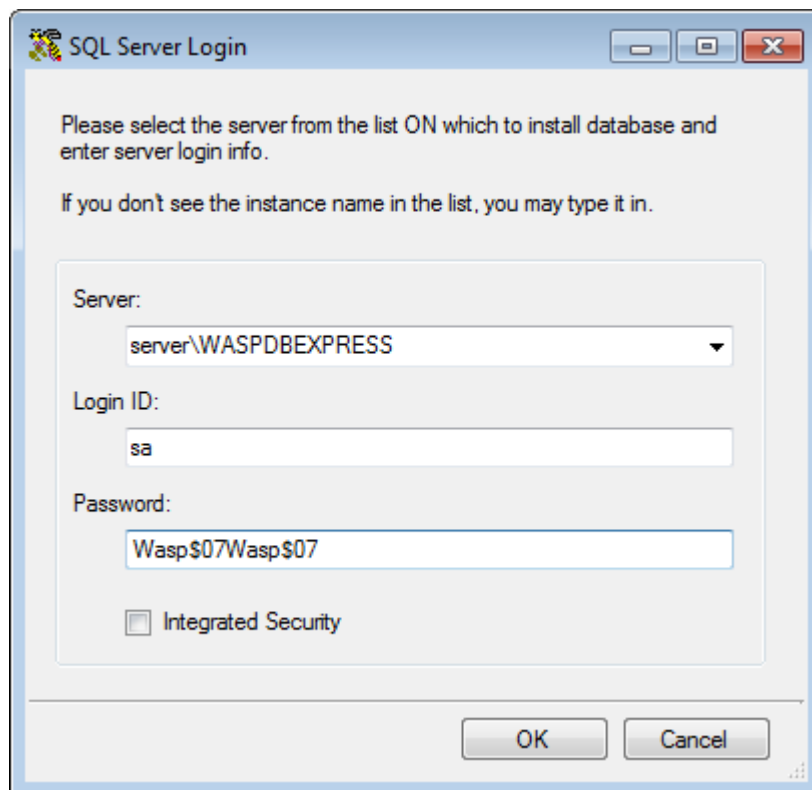 SQL Server Login
Please select the server from the list ON which to install database and
enter server login info.
If you don't see the instance name in the list, you may type it in.
Server:
server\WASPDBEXPRESS
Login ID:
sa
Password:
Wasp$07Wasp$07
Integrated Security
OK
Cancel